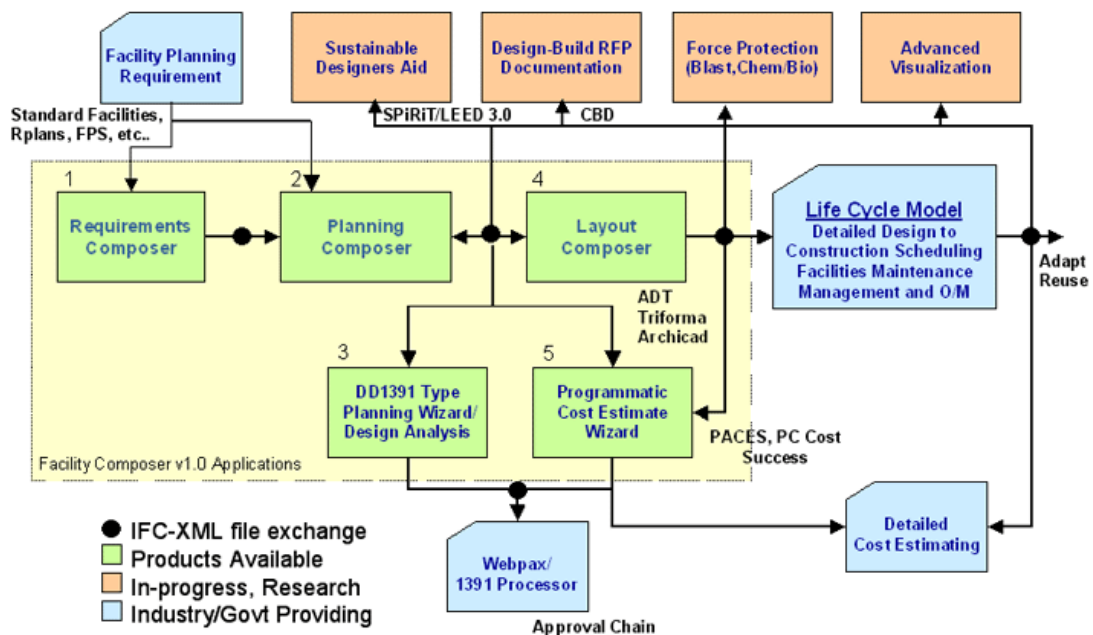 Facility Planning
Requirement
Sustainable
Designers Aid
Design-Build RFP
Documentation
Force Protection
(Blast,Chem/Bio)
Advanced
Visualization
Standard Facilities,
Rplans, FPS, etc..
SPiRiT/LEED 3.0
CBD
1
Requirements
Composer
2
Planning
Composer
4
Layout
Composer
Life Cycle Model
Detailed Design to
Construction Scheduling
Facilities Maintenance
Management and O/M
Adapt
Reuse
ADT
Triforma
Archicad
3
DD1391 Type
Planning Wizard/
Design Analysis
5
Programmatic
Cost Estimate
Wizard
PACES, PC Cost
Success
Facility Composer v1.0 Applications
IFC-XML file exchange
Products Available
In-progress, Research
Industry/Govt Providing
Webpax/
1391 Processor
Approval Chain
Detailed
Cost Estimating